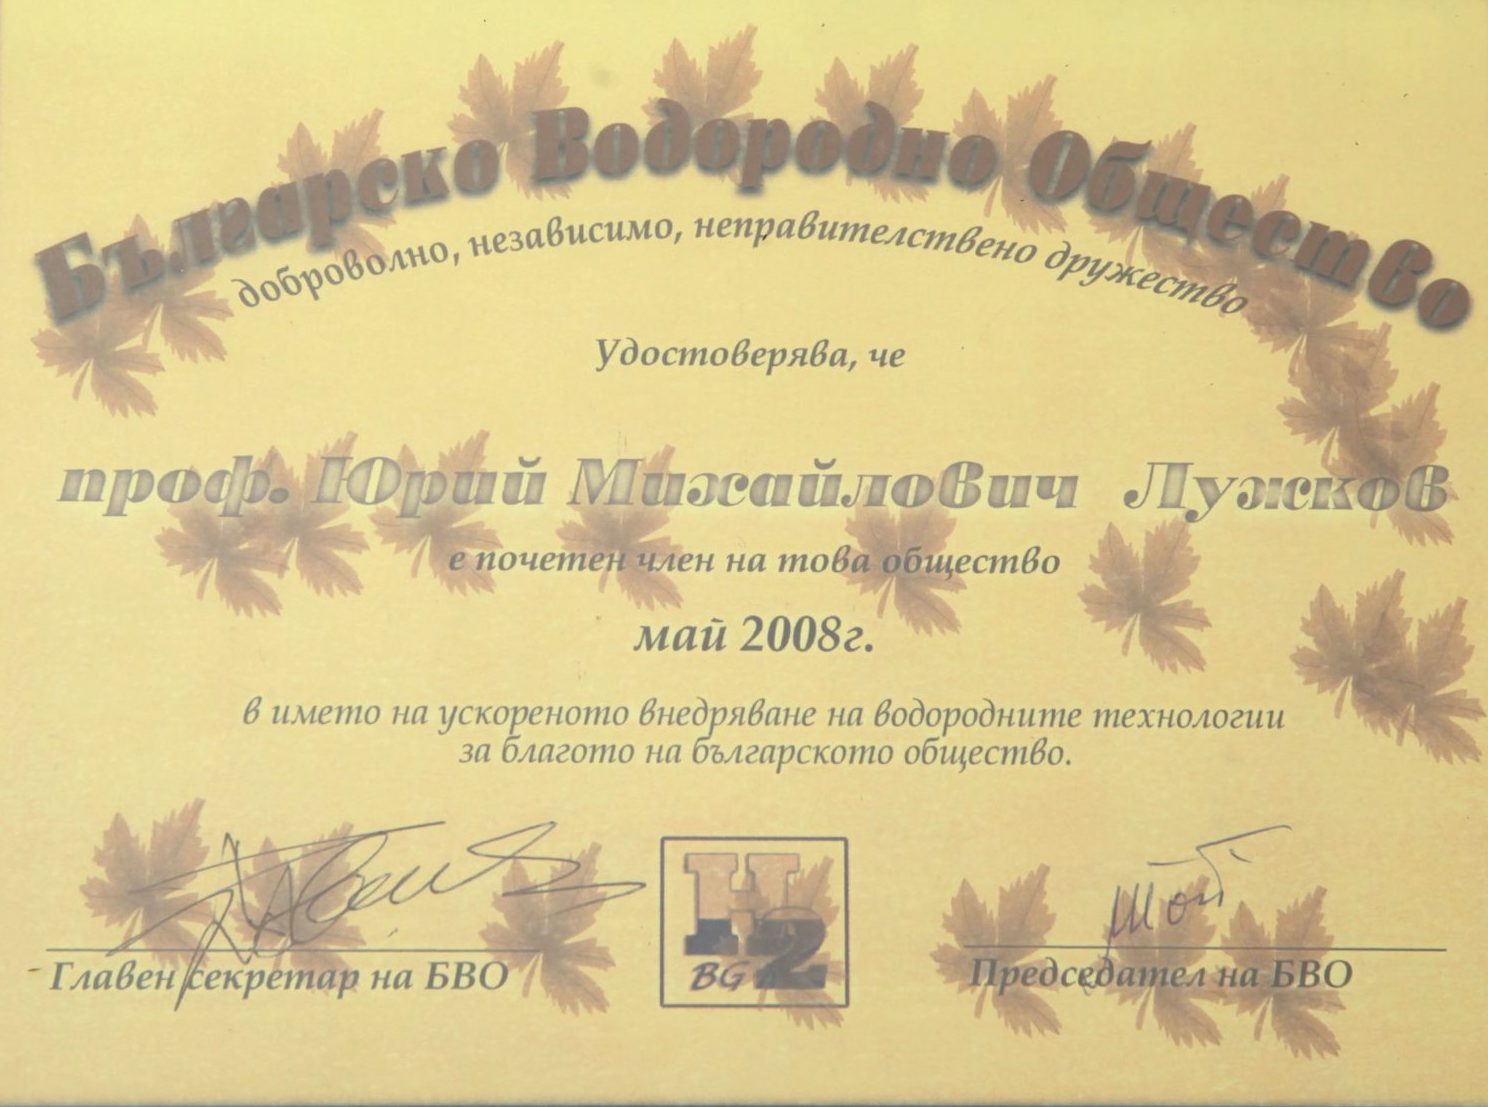 Българско Водородно Общество
доброволно, независимо, неправителствено дружество
Удостоверява, че
проф. Юрий Михайлович Лужков
е почетен член на това общество
май 2008г.
в името на ускореното внедряване на водородните технологии
за благото на българското общество.
H2
BG
Главен секретар на БВО
Председател на БВО